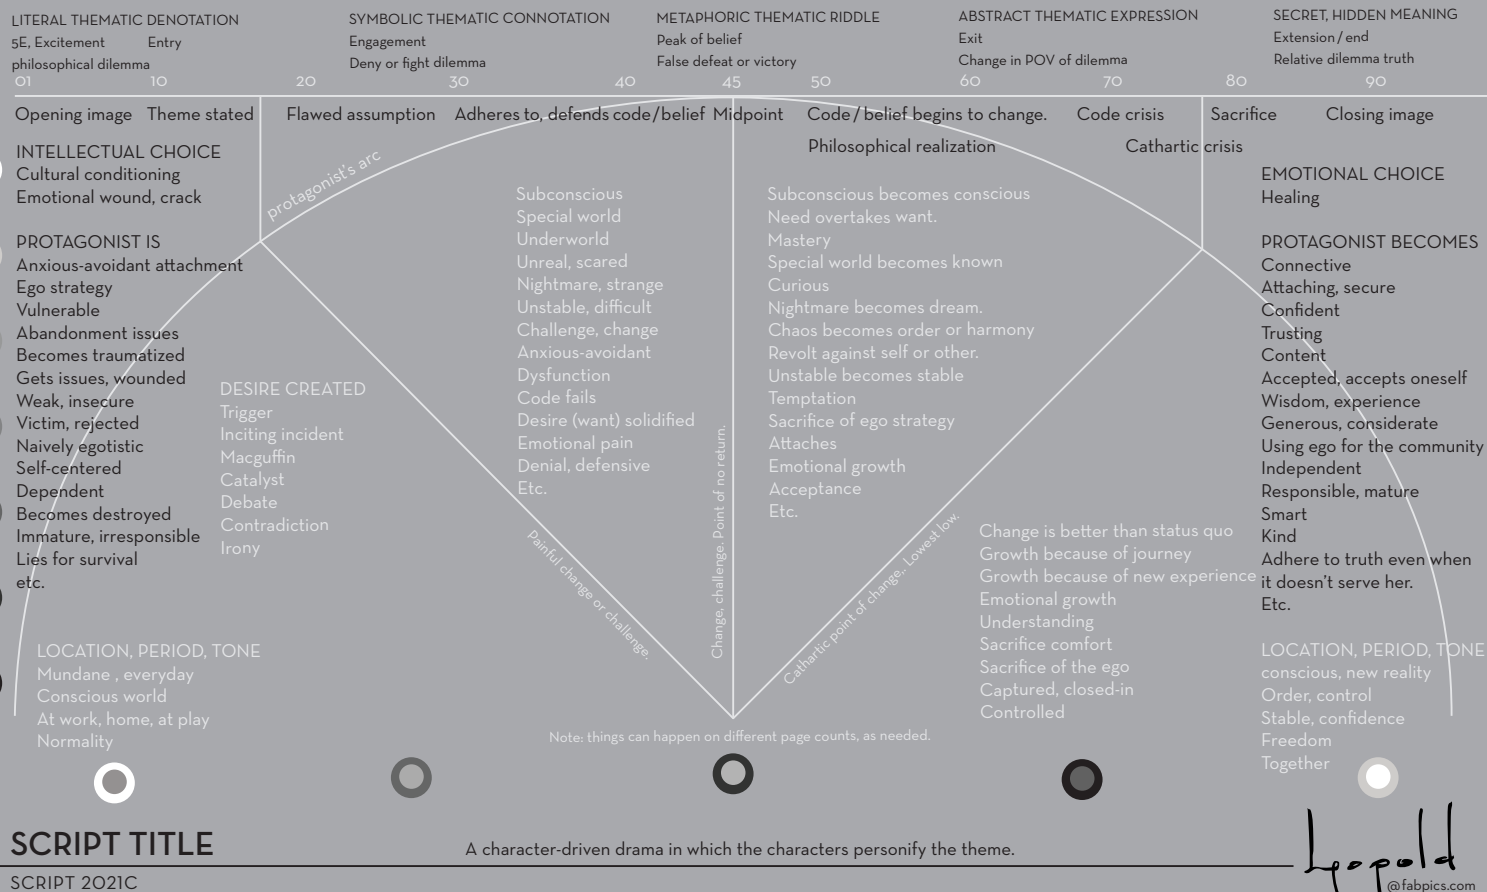 LITERAL THEMATIC DENOTATION
5E, Excitement Entry
philosophical dilemma
SYMBOLIC THEMATIC CONNOTATION
Engagement
Deny or fight dilemma
METAPHORIC THEMATIC RIDDLE
Peak of belief
False defeat or victory
ABSTRACT THEMATIC EXPRESSION
Exit
Change in POV of dilemma
SECRET, HIDDEN MEANING
Extension / end
Relative dilemma truth
01 10 20 30 40 45 50 60 70 80 90
Opening image Theme stated Flawed assumption Adheres to, defends code / belief Midpoint Code / belief begins to change. Code crisis Sacrifice Closing image
Philosophical realization Cathartic crisis
INTELLECTUAL CHOICE
Cultural conditioning
Emotional wound, crack
PROTAGONIST IS
Anxious-avoidant attachment
Ego strategy
Vulnerable
Abandonment issues
Becomes traumatized
Gets issues, wounded
Weak, insecure
Victim, rejected
Naively egotistic
Self-centered
Dependent
Becomes destroyed
Immature, irresponsible
Lies for survival
etc.
LOCATION, PERIOD, TONE
Mundane , everyday
Conscious world
At work, home, at play
Normality
protagonist's arc
DESIRE CREATED
Trigger
Inciting incident
Macguffin
Catalyst
Debate
Contradiction
Irony
Subconscious
Special world
Underworld
Unreal, scared
Nightmare, strange
Unstable, difficult
Challenge, change
Anxious-avoidant
Dysfunction
Code fails
Desire (want) solidified
Emotional pain
Denial, defensive
Etc.
Painful change or challenge.
Change, challenge. Point of no return.
Subconscious becomes conscious
Need overtakes want.
Mastery
Special world becomes known
Curious
Nightmare becomes dream.
Chaos becomes order or harmony
Revolt against self or other.
Unstable becomes stable
Temptation
Sacrifice of ego strategy
Attaches
Emotional growth
Acceptance
Etc.
Cathartic point of change,. Lowest low.
Change is better than status quo
Growth because of journey
Growth because of new experience
Emotional growth
Understanding
Sacrifice comfort
Sacrifice of the ego
Captured, closed-in
Controlled
EMOTIONAL CHOICE
Healing
PROTAGONIST BECOMES
Connective
Attaching, secure
Confident
Trusting
Content
Accepted, accepts oneself
Wisdom, experience
Generous, considerate
Using ego for the community
Independent
Responsible, mature
Smart
Kind
Adhere to truth even when
it doesn't serve her.
Etc.
LOCATION, PERIOD, TONE
conscious, new reality
Order, control
Stable, confidence
Freedom
Together
Note: things can happen on different page counts, as needed.
SCRIPT TITLE
A character-driven drama in which the characters personify the theme.
Leopold
SCRIPT 2021C
@fabpics.com